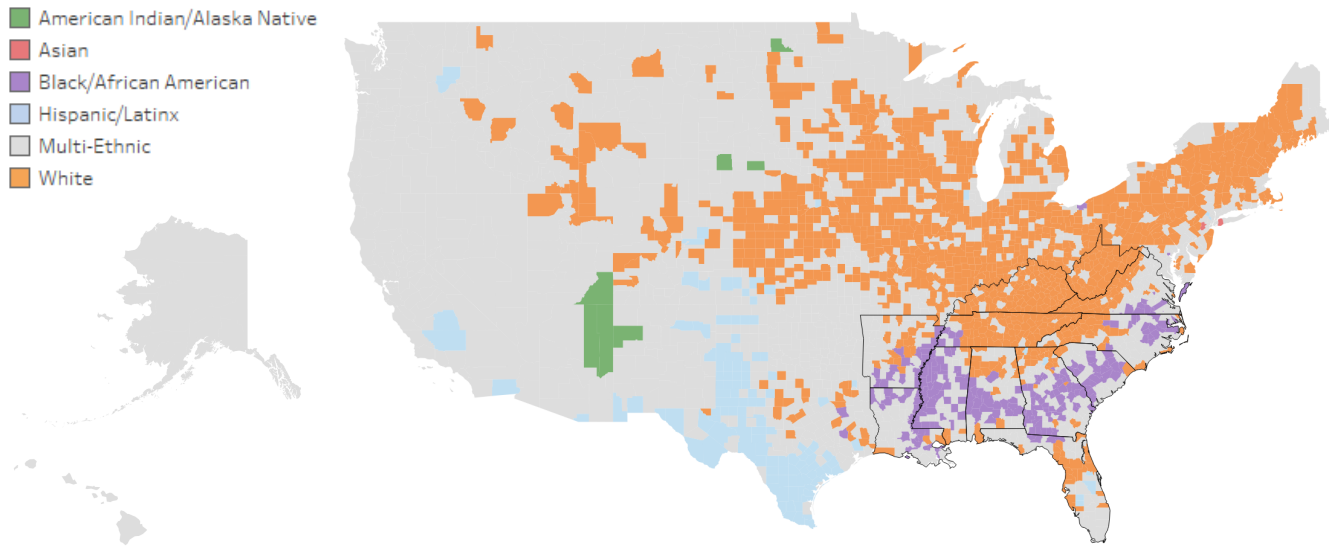 American Indian/Alaska Native
Asian
Black/African American
Hispanic/Latinx
Multi-Ethnic
White